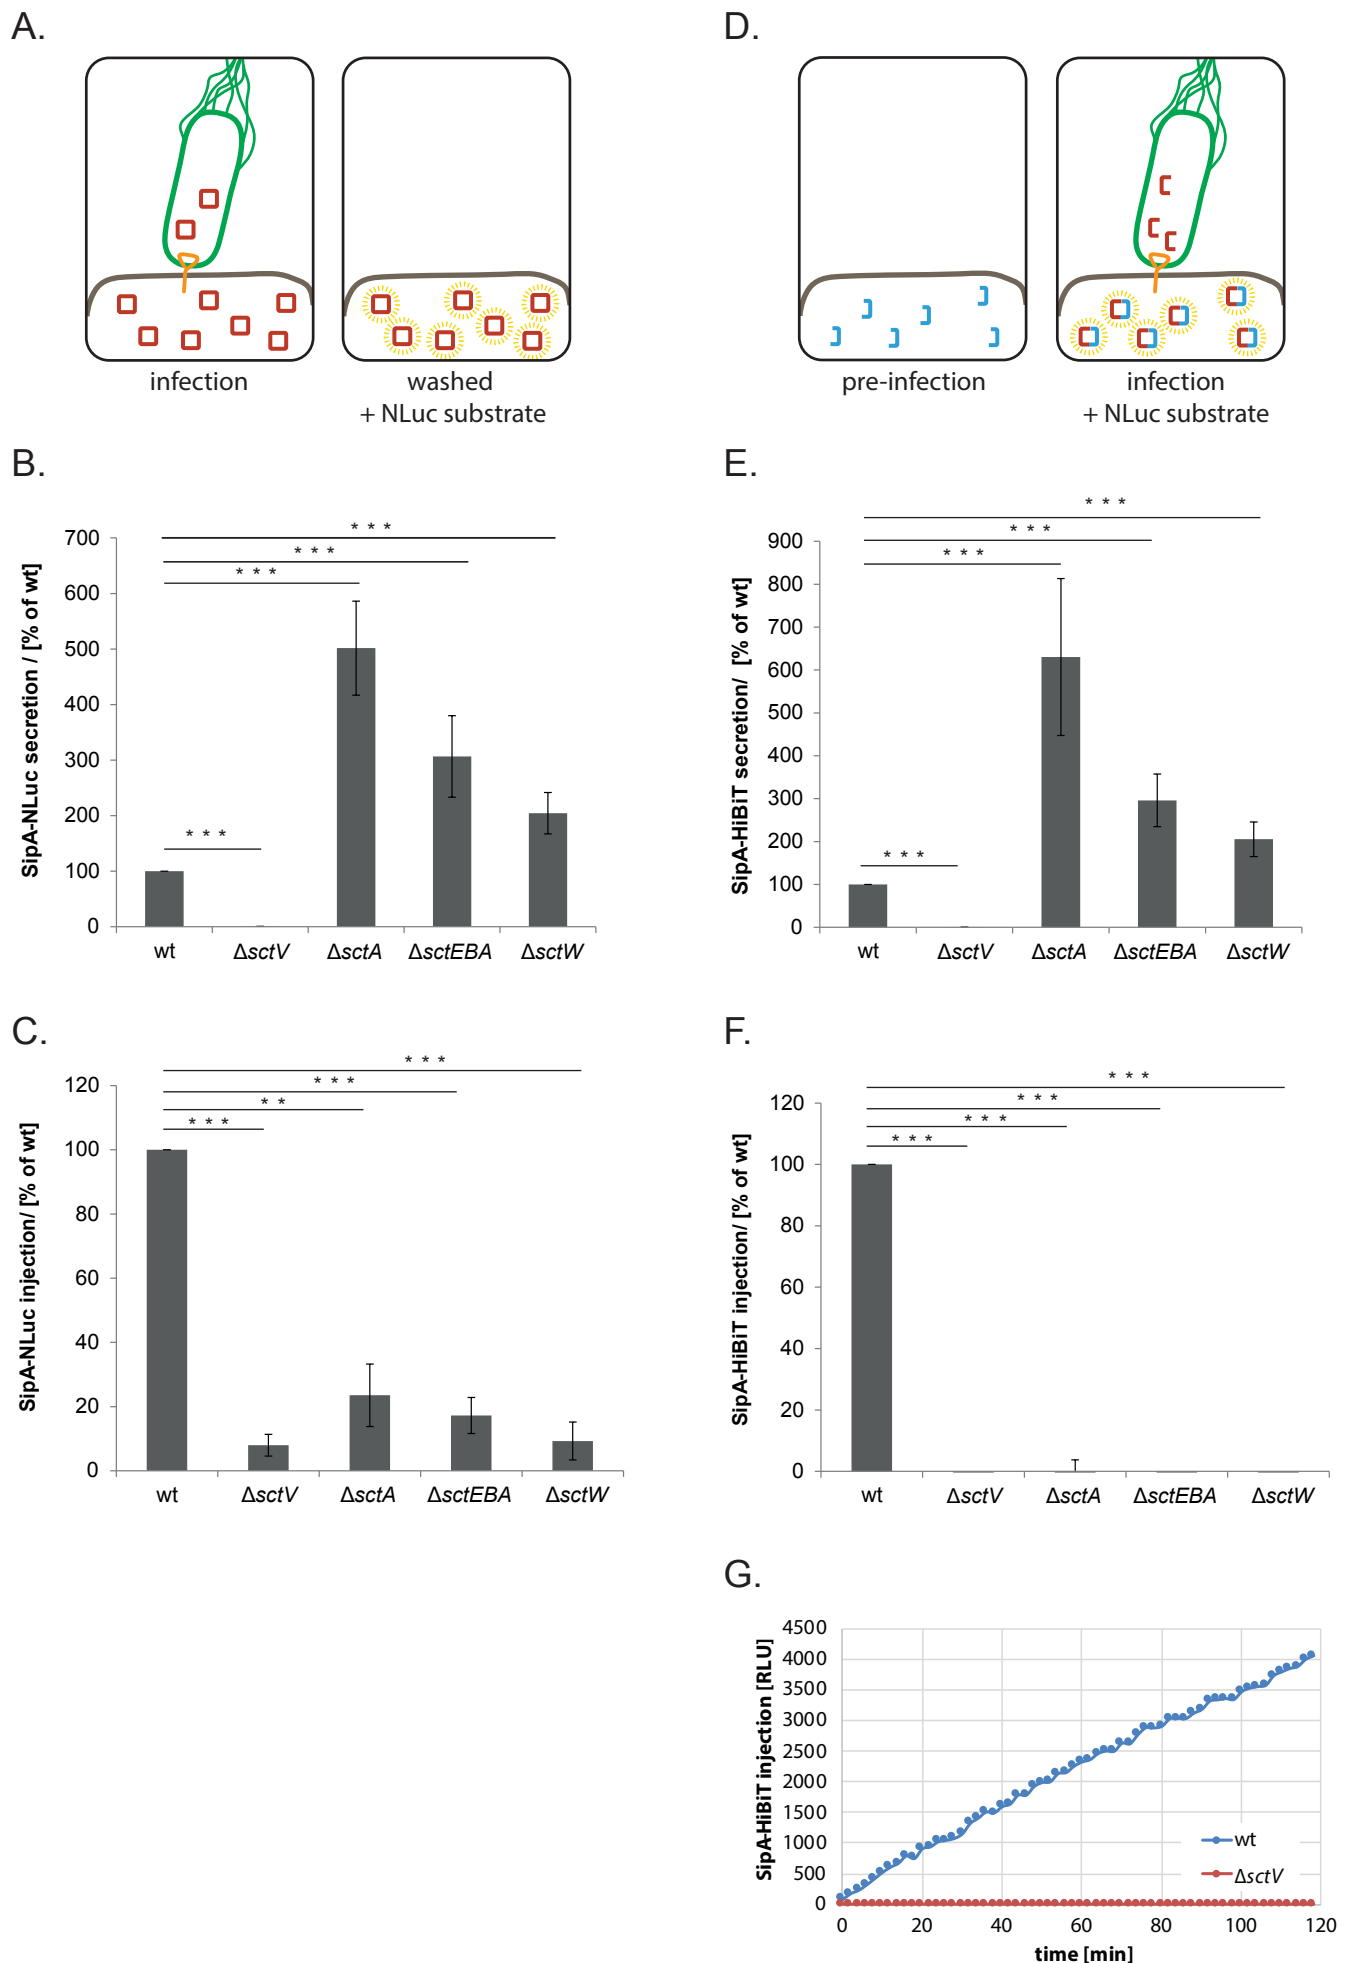 A.
infection
washed
+ NLuc substrate
D.
pre-infection
infection
+ NLuc substrate
B.
SipA-NLuc secretion / [% of wt]
700
600
500
400
300
200
100
0
* * *
* * *
* * *
* * *
wt
ΔsctV
ΔsctA
ΔsctEBA
ΔsctW
E.
SipA-HiBiT secretion/ [% of wt]
900
800
700
600
500
400
300
200
100
0
* * *
* * *
* * *
* * *
wt
ΔsctV
ΔsctA
ΔsctEBA
ΔsctW
C.
SipA-NLuc injection/ [% of wt]
120
100
80
60
40
20
0
* * *
* * *
* *
* * *
wt
ΔsctV
ΔsctA
ΔsctEBA
ΔsctW
F.
SipA-HiBiT injection/ [% of wt]
120
100
80
60
40
20
0
* * *
* * *
* * *
* * *
wt
ΔsctV
ΔsctA
ΔsctEBA
ΔsctW
G.
SipA-HiBiT injection [RLU]
4500
4000
3500
3000
2500
2000
1500
1000
500
0
wt
ΔsctV
0 20 40 60 80 100 120
time [min]